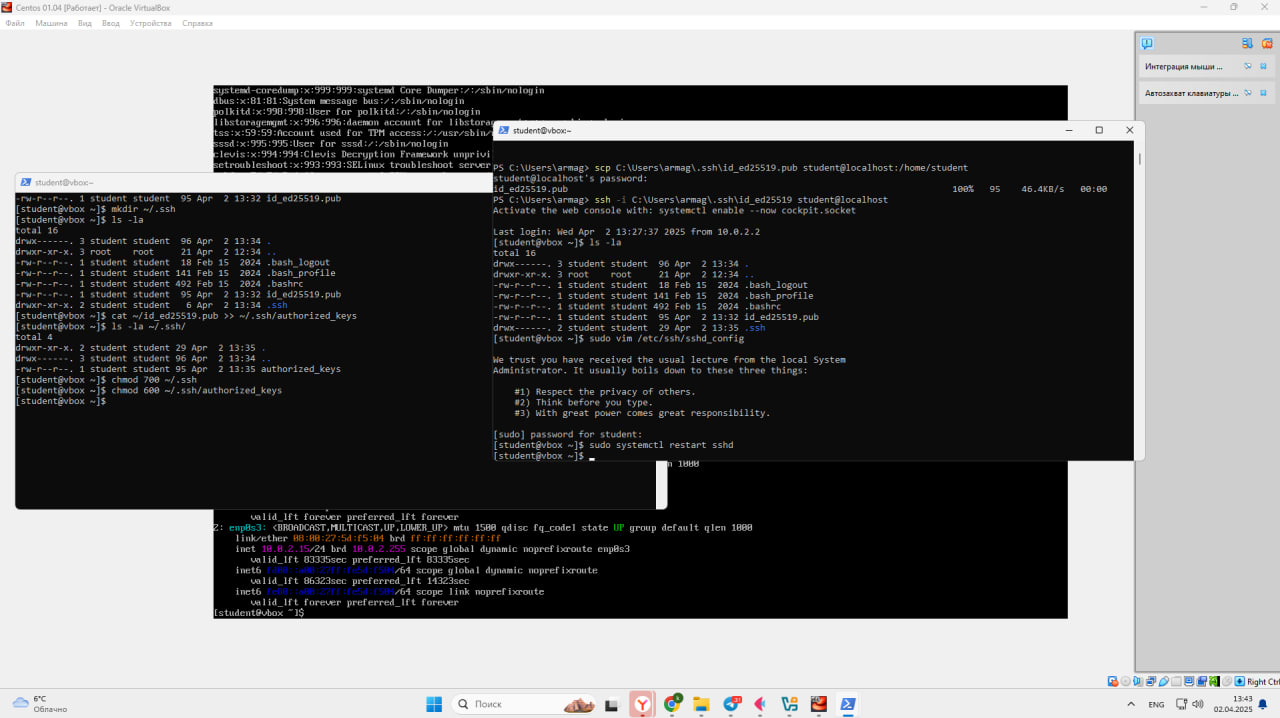 Centos 01.04 [Работает] - Oracle VirtualBox
Файл Машина Вид Ввод Устройства Справка
Интеграция мыши ...
Автозахват клавиатуры ...
systemd-coredump:x:999:999:systemd Core Dumper:/:/sbin/nologin
dbus:x:81:81:System message bus:/:/sbin/nologin
polkitd:x:998:998:User for polkitd:/:/sbin/nologin
libstoragemgmt:x:996:996:daemon account for libstorag
tss:x:59:59:Account used for TPM access:/:/usr/sbin/
sssd:x:995:995:User for sssd:/:/sbin/nologin
clevis:x:994:994:Clevis Decryption Framework unprivi
setroubleshoot:x:993:993:SELinux troubleshoot server
student@vbox:~
-rw-r--r--. 1 student student 95 Apr 2 13:32 id_ed25519.pub
[student@vbox ~]$ mkdir ~/.ssh
[student@vbox ~]$ ls -la
total 16
drwx------. 3 student student 96 Apr 2 13:34 .
drwxr-xr-x. 3 root root 21 Apr 2 12:34 ..
-rw-r--r--. 1 student student 18 Feb 15 2024 .bash_logout
-rw-r--r--. 1 student student 141 Feb 15 2024 .bash_profile
-rw-r--r--. 1 student student 492 Feb 15 2024 .bashrc
-rw-r--r--. 1 student student 95 Apr 2 13:32 id_ed25519.pub
drwxr-xr-x. 2 student student 6 Apr 2 13:34 .ssh
[student@vbox ~]$ cat ~/id_ed25519.pub >> ~/.ssh/authorized_keys
[student@vbox ~]$ ls -la ~/.ssh/
total 4
drwxr-xr-x. 2 student student 29 Apr 2 13:35 .
drwx------. 3 student student 96 Apr 2 13:34 ..
-rw-r--r--. 1 student student 95 Apr 2 13:35 authorized_keys
[student@vbox ~]$ chmod 700 ~/.ssh
[student@vbox ~]$ chmod 600 ~/.ssh/authorized_keys
[student@vbox ~]$
student@vbox:~
PS C:\Users\armag> scp C:\Users\armag\.ssh\id_ed25519.pub student@localhost:/home/student
student@localhost's password:
id_ed25519.pub 100% 95 46.4KB/s 00:00
PS C:\Users\armag> ssh -i C:\Users\armag\.ssh\id_ed25519 student@localhost
Activate the web console with: systemctl enable --now cockpit.socket
Last login: Wed Apr 2 13:27:37 2025 from 10.0.2.2
[student@vbox ~]$ ls -la
total 16
drwx------. 3 student student 96 Apr 2 13:34 .
drwxr-xr-x. 3 root root 21 Apr 2 12:34 ..
-rw-r--r--. 1 student student 18 Feb 15 2024 .bash_logout
-rw-r--r--. 1 student student 141 Feb 15 2024 .bash_profile
-rw-r--r--. 1 student student 492 Feb 15 2024 .bashrc
-rw-r--r--. 1 student student 95 Apr 2 13:32 id_ed25519.pub
drwx------. 2 student student 29 Apr 2 13:35 .ssh
[student@vbox ~]$ sudo vim /etc/ssh/sshd_config
We trust you have received the usual lecture from the local System
Administrator. It usually boils down to these three things:
#1) Respect the privacy of others.
#2) Think before you type.
#3) With great power comes great responsibility.
[sudo] password for student:
[student@vbox ~]$ sudo systemctl restart sshd
[student@vbox ~]$
n 1000
valid_lft forever preferred_lft forever
2: enp0s3: <BROADCAST,MULTICAST,UP,LOWER_UP> mtu 1500 qdisc fq_codel state UP group default qlen 1000
link/ether 08:00:27:5d:f5:04 brd ff:ff:ff:ff:ff:ff
inet 10.0.2.15/24 brd 10.0.2.255 scope global dynamic noprefixroute enp0s3
valid_lft 83335sec preferred_lft 83335sec
inet6 /64 scope global dynamic noprefixroute
valid_lft 86323sec preferred_lft 14323sec
inet6 /64 scope link noprefixroute
valid_lft forever preferred_lft forever
[student@vbox ~]$
Right Ctrl
6°C
Облачно
Поиск
ENG
13:43
02.04.2025